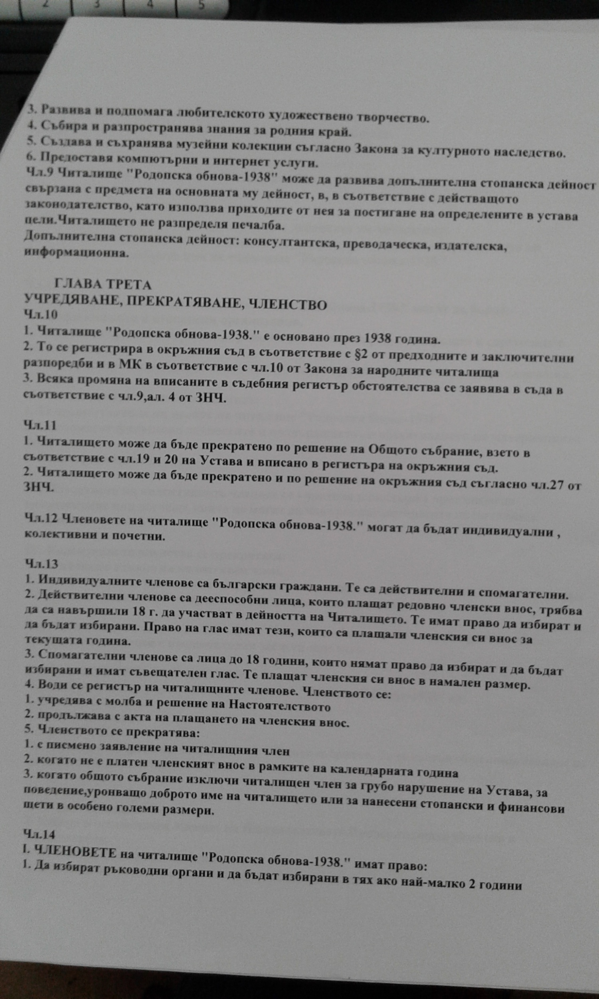 2 3 4 5
3. Развива и подпомага любителското художествено творчество.
4. Събира и разпространява знания за родния край.
5. Създава и съхранява музейни колекции съгласно Закона за културното наследство.
6. Предоставя компютърни и интернет услуги.
Чл.9 Читалище "Родопска обнова-1938" може да развива допълнителна стопанска дейност
свързана с предмета на основната му дейност, в, в съответствие с действащото
законодателство, като използва приходите от нея за постигане на определените в устава
цели.Читалището не разпределя печалба.
Допълнителна стопанска дейност: консултантска, преводаческа, издателска,
информационна.
ГЛАВА ТРЕТА
УЧРЕДЯВАНЕ, ПРЕКРАТЯВАНЕ, ЧЛЕНСТВО
Чл.10
1. Читалище "Родопска обнова-1938." е основано през 1938 година.
2. То се регистрира в окръжния съд в съответствие с §2 от предходните и заключителни
разпоредби и в МК в съответствие с чл.10 от Закона за народните читалища
3. Всяка промяна на вписаните в съдебния регистър обстоятелства се заявява в съда в
съответствие с чл.9,ал. 4 от ЗНЧ.
Чл.11
1. Читалището може да бъде прекратено по решение на Общото събрание, взето в
съответствие с чл.19 и 20 на Устава и вписано в регистъра на окръжния съд.
2. Читалището може да бъде прекратено и по решение на окръжния съд съгласно чл.27 от
ЗНЧ.
Чл.12 Членовете на читалище "Родопска обнова-1938." могат да бъдат индивидуални ,
колективни и почетни.
Чл.13
1. Индивидуалните членове са български граждани. Те са действителни и спомагателни.
2. Действителни членове са дееспособни лица, които плащат редовно членски внос, трябва
да са навършили 18 г. да участват в дейността на Читалището. Те имат право да избират и
да бъдат избирани. Право на глас имат тези, които са плащали членския си внос за
текущата година.
3. Спомагателни членове са лица до 18 години, които нямат право да избират и да бъдат
избирани и имат съвещателен глас. Те плащат членския си внос в намален размер.
4. Води се регистър на читалищните членове. Членството се:
1. учредява с молба и решение на Настоятелството
2. продължава с акта на плащането на членския внос.
5. Членството се прекратява:
1. с писмено заявление на читалищния член
2. когато не е платен членският внос в рамките на календарната година
3. когато общото събрание изключи читалищен член за грубо нарушение на Устава, за
поведение,уронващо доброто име на читалището или за нанесени стопански и финансови
щети в особено големи размери.
Чл.14
I. ЧЛЕНОВЕТЕ на читалище "Родопска обнова-1938." имат право:
1. Да избират ръководни органи и да бъдат избирани в тях ако най-малко 2 години